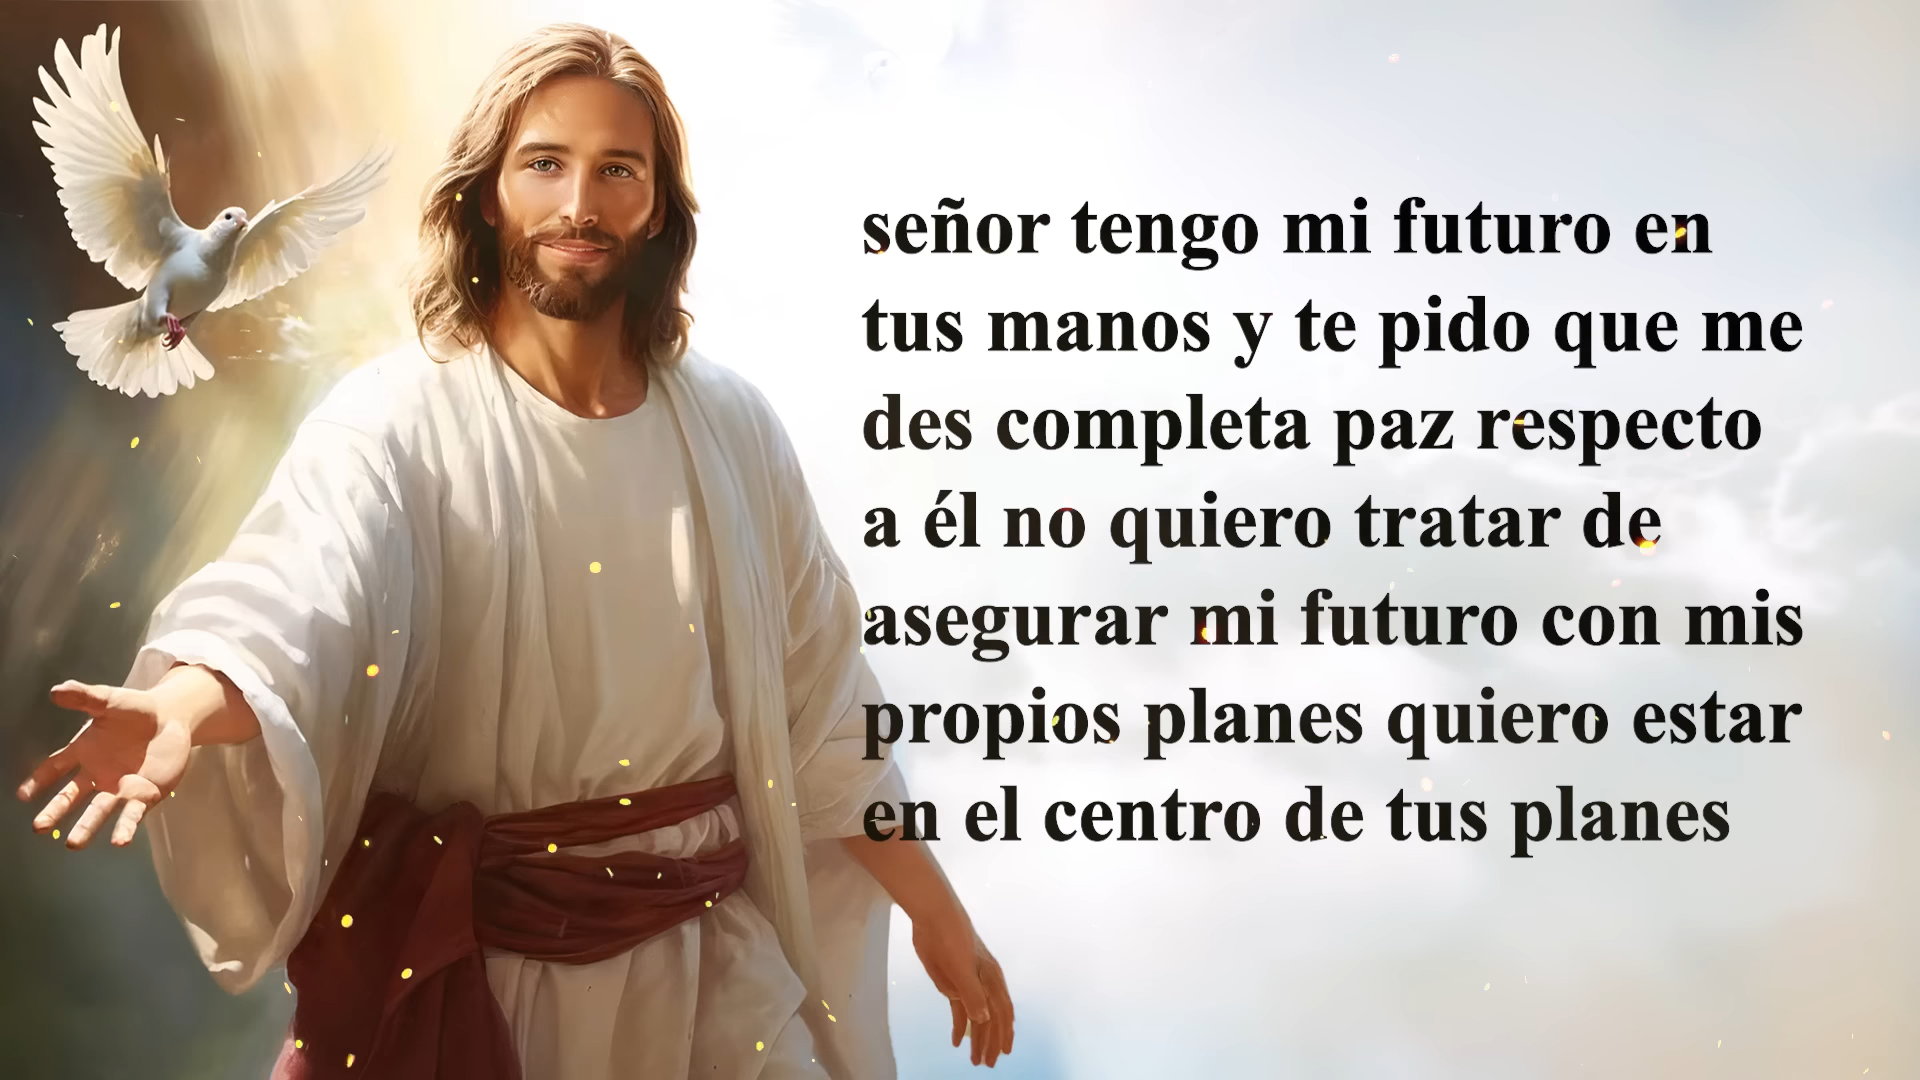 señor tengo mi futuro en
tus manos y te pido que me
des completa paz respecto
a él no quiero tratar de
asegurar mi futuro con mis
propios planes quiero estar
en el centro de tus planes